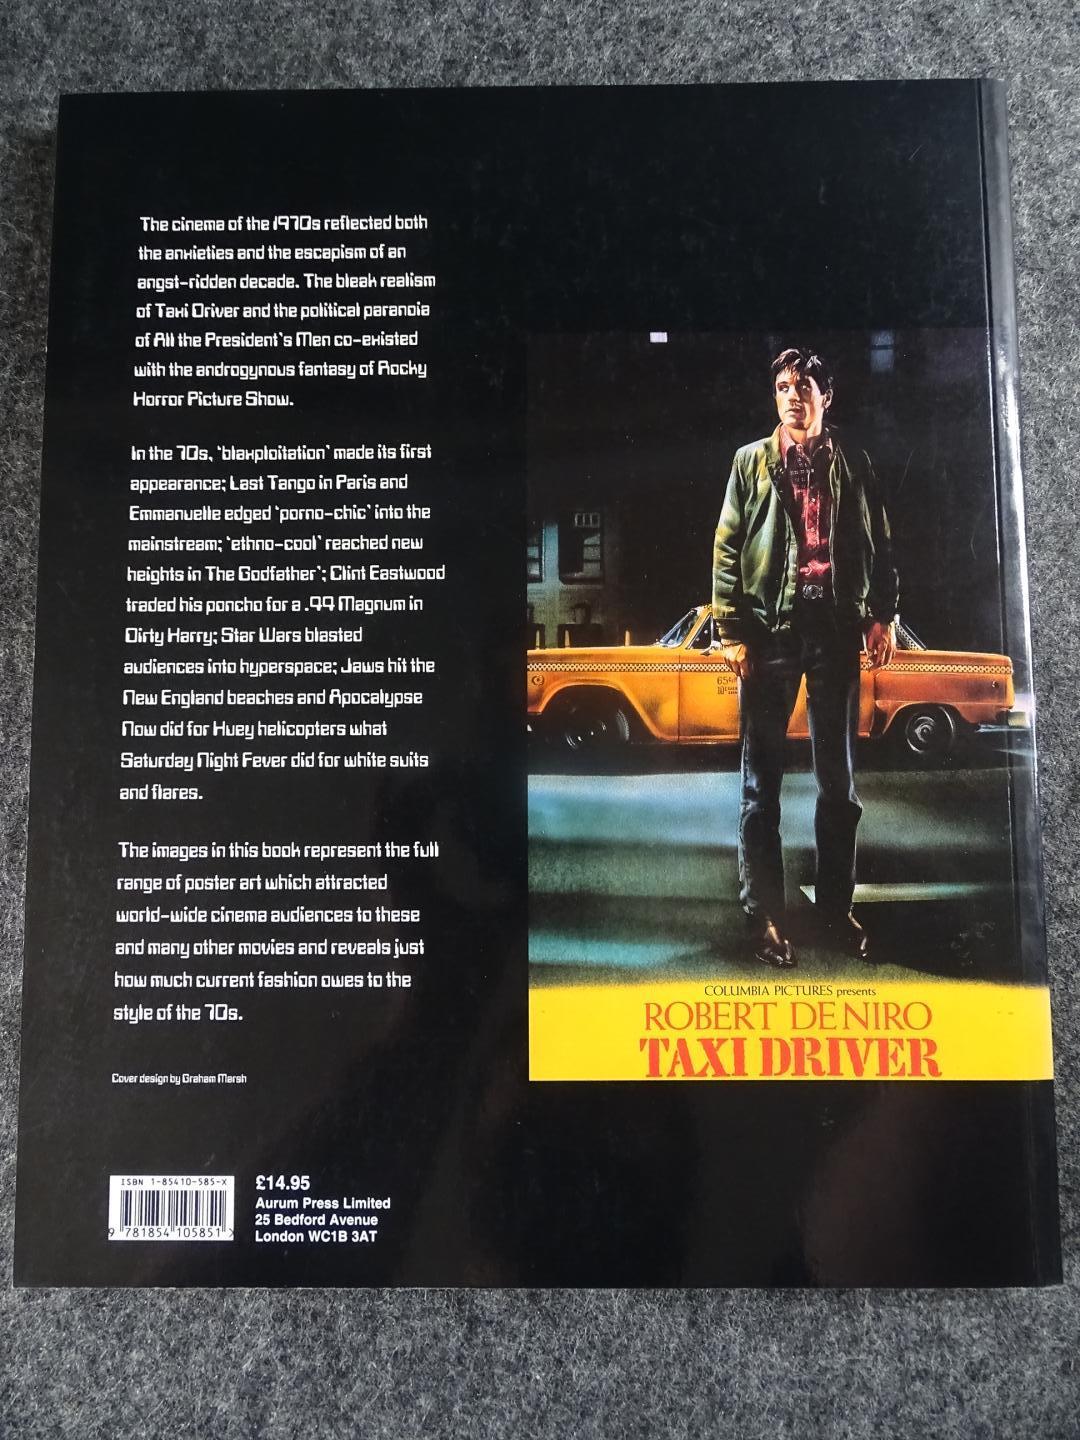 The cinema of the 1970s reflected both
the anxieties and the escapism of an
angst-ridden decade. The bleak realism
of Taxi Driver and the political paranoia
of All the President's Men co-existed
with the androgynous fantasy of Rocky
Horror Picture Show.
In the 70s, 'blaxploitation' made its first
appearance; Last Tango in Paris and
Emmanuelle edged 'porno-chic' into the
mainstream; 'ethno-cool' reached new
heights in The Godfather'; Clint Eastwood
traded his poncho for a .44 Magnum in
Dirty Harry; Star Wars blasted
audiences into hyperspace; Jaws hit the
New England beaches and Apocalypse
Now did for Huey helicopters what
Saturday Night Fever did for white suits
and flares.
The images in this book represent the full
range of poster art which attracted
world-wide cinema audiences to these
and many other movies and reveals just
how much current fashion owes to the
style of the 70s.
Cover design by Graham Marsh
COLUMBIA PICTURES presents
ROBERT DE NIRO
TAXI DRIVER
ISBN 1-85410-585-X
9 781854 105851 >
£14.95
Aurum Press Limited
25 Bedford Avenue
London WC1B 3AT